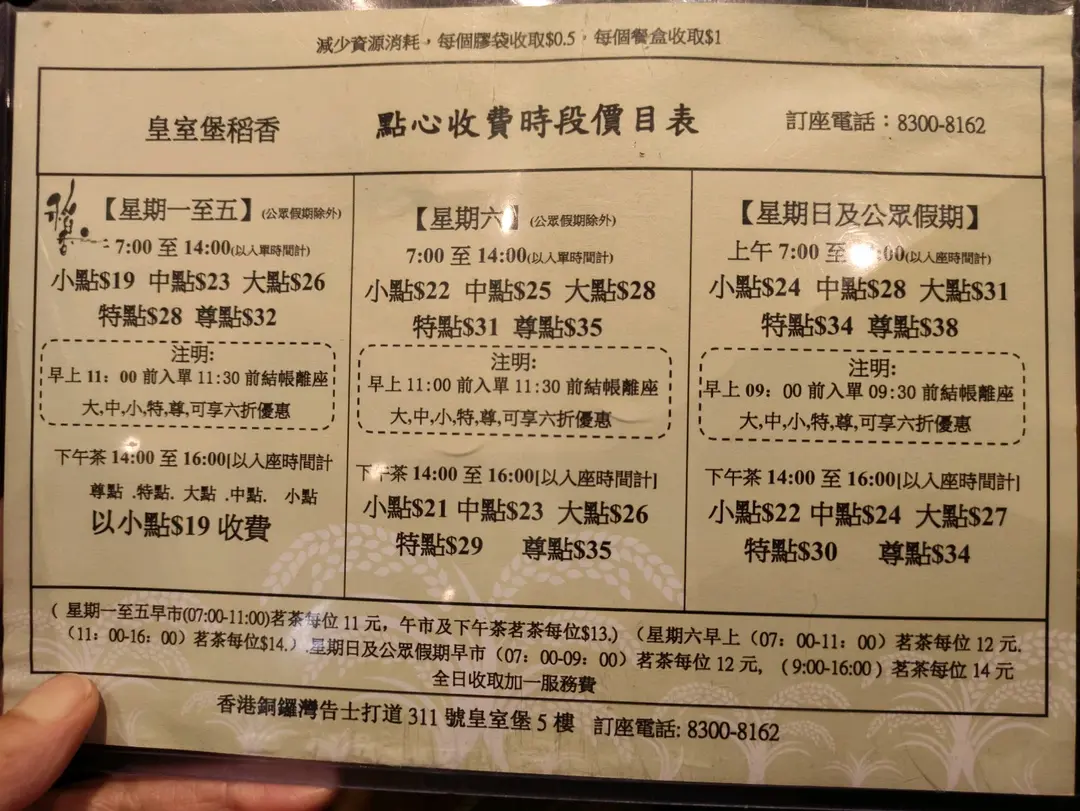 減少資源消耗，每個膠袋收取$0.5，每個餐盒收取$1
皇室堡稻香
點心收費時段價目表
訂座電話：8300-8162
稻香
【星期一至五】(公眾假期除外)
7:00 至 14:00(以入單時間計)
小點$19 中點$23 大點$26
特點$28 尊點$32
注明:
早上 11：00 前入單 11:30 前結帳離座
大,中,小,特,尊,可享六折優惠
下午茶 14:00 至 16:00[以入座時間計
尊點 .特點. 大點 .中點. 小點
以小點$19 收費
【星期六】(公眾假期除外)
7:00 至 14:00(以入單時間計)
小點$22 中點$25 大點$28
特點$31 尊點$35
注明:
早上 11:00 前入單 11:30 前結帳離座
大,中,小,特,尊,可享六折優惠
下午茶 14:00 至 16:00[以入座時間計]
小點$21 中點$23 大點$26
特點$29 尊點$35
【星期日及公眾假期】
上午 7:00 至 :00(以入座時間計)
小點$24 中點$28 大點$31
特點$34 尊點$38
注明:
早上 09：00 前入單 09:30 前結帳離座
大,中,小,特,尊,可享六折優惠
下午茶 14:00 至 16:00[以入座時間計]
小點$22 中點$24 大點$27
特點$30 尊點$34
( 星期一至五早市(07:00-11:00)茗茶每位 11 元，午市及下午茶茗茶每位$13.) （星期六早上（07：00-11：00）茗茶每位 12 元.
（11：00-16：00）茗茶每位$14.）.星期日及公眾假期早市（07：00-09：00）茗茶每位 12 元,（9:00-16:00）茗茶每位 14 元
全日收取加一服務費
香港銅鑼灣告士打道 311 號皇室堡 5 樓 訂座電話: 8300-8162